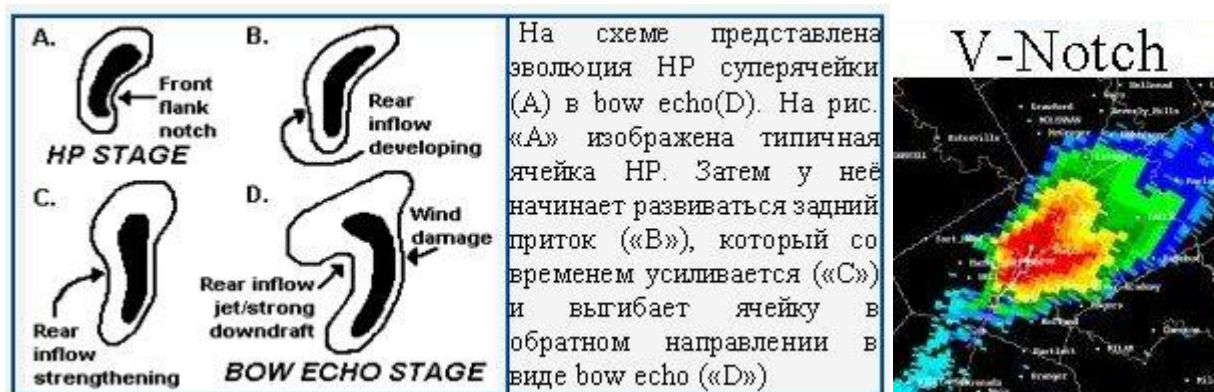 A.
Front
flank
notch
HP STAGE
B.
Rear
inflow
developing
C.
Rear
inflow
strengthening
D.
Wind
damage
Rear inflow
jet/strong
downdraft
BOW ECHO STAGE
На схеме представлена
эволюция HP суперячейки
(А) в bow echo(D). На рис.
«А» изображена типичная
ячейка HP. Затем у неё
начинает развиваться задний
приток («В»), который со
временем усиливается («С»)
и выгибает ячейку в
обратном направлении в
виде bow echo («D»)
V-Notch
Crawford